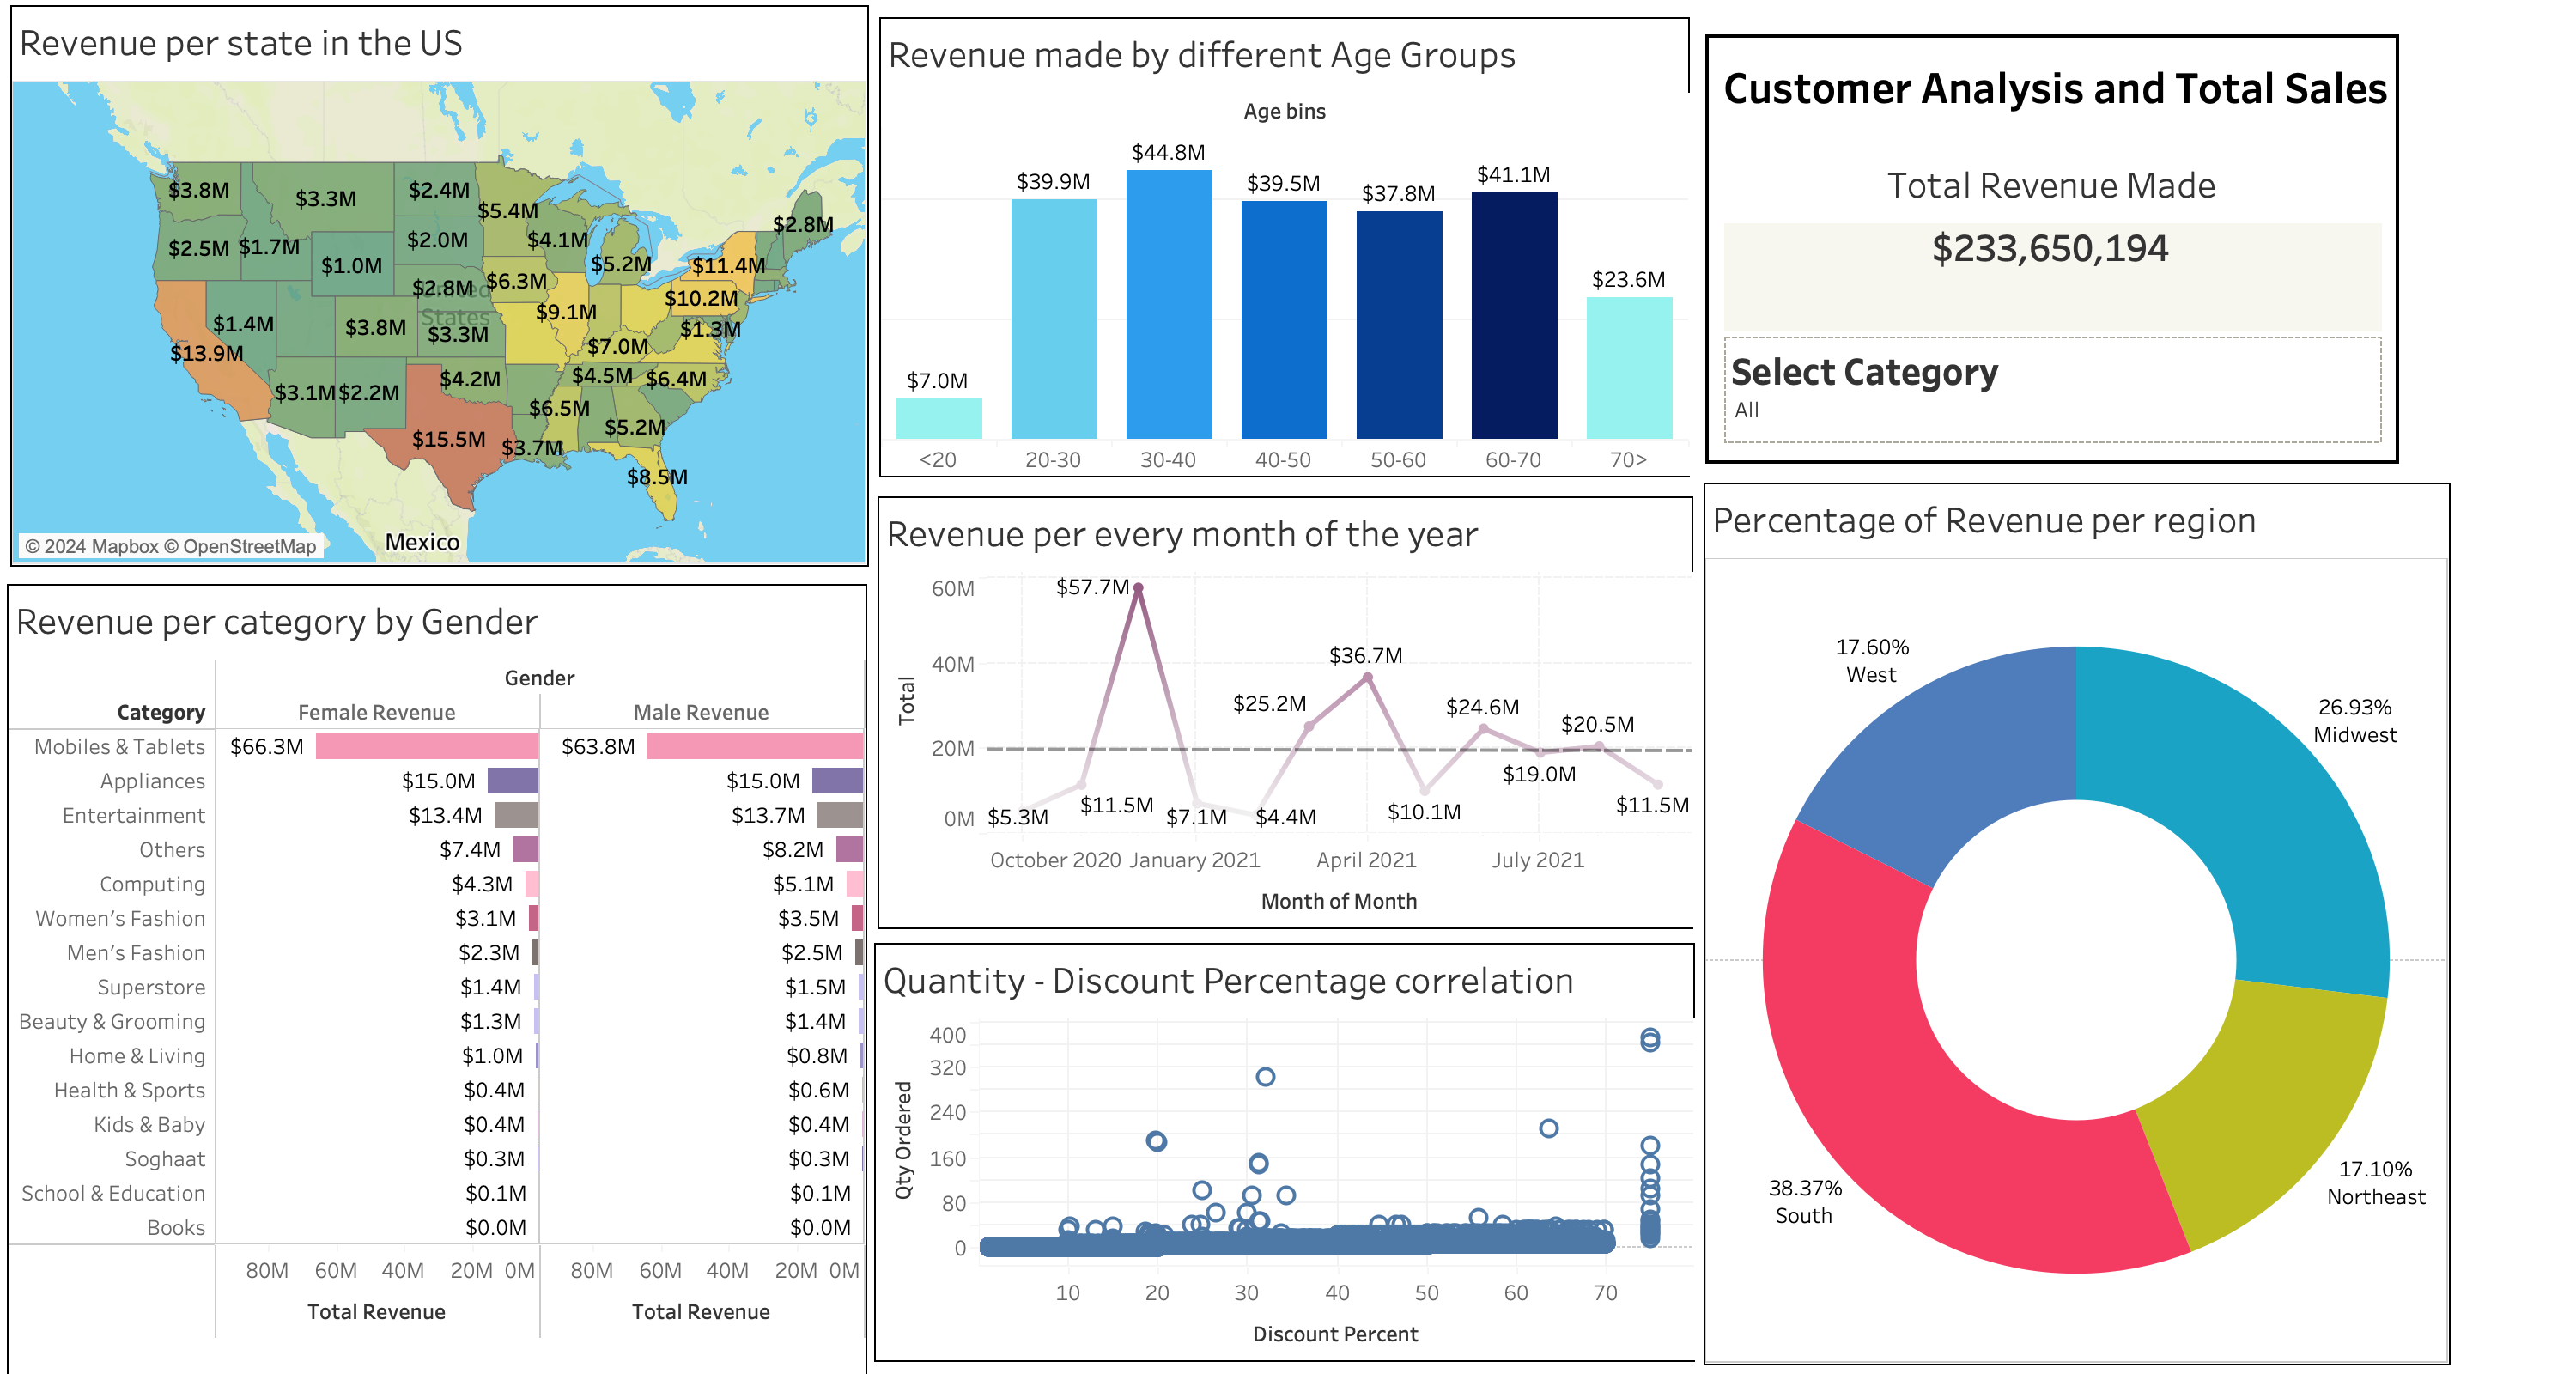 Revenue per state in the US
$3.8M
$3.3M
$2.4M
$5.4M
$2.8M
$2.5M
$1.7M
$2.0M
$4.1M
$1.0M
$5.2M
$11.4M
$2.8M
$6.3M
United
States
$10.2M
$9.1M
$1.4M
$3.8M
$3.3M
$1.3M
$13.9M
$7.0M
$3.1M
$2.2M
$4.2M
$4.5M
$6.4M
$6.5M
$5.2M
$15.5M
$3.7M
$8.5M
Mexico
© 2024 Mapbox © OpenStreetMap
Revenue made by different Age Groups
Age bins
$7.0M
$39.9M
$44.8M
$39.5M
$37.8M
$41.1M
$23.6M
<20
20-30
30-40
40-50
50-60
60-70
70>
Customer Analysis and Total Sales
Total Revenue Made
$233,650,194
Select Category
All
Revenue per category by Gender
Gender
Category Female Revenue Male Revenue
Mobiles & Tablets $66.3M $63.8M
Appliances $15.0M $15.0M
Entertainment $13.4M $13.7M
Others $7.4M $8.2M
Computing $4.3M $5.1M
Women's Fashion $3.1M $3.5M
Men's Fashion $2.3M $2.5M
Superstore $1.4M $1.5M
Beauty & Grooming $1.3M $1.4M
Home & Living $1.0M $0.8M
Health & Sports $0.4M $0.6M
Kids & Baby $0.4M $0.4M
Soghaat $0.3M $0.3M
School & Education $0.1M $0.1M
Books $0.0M $0.0M
80M 60M 40M 20M 0M 80M 60M 40M 20M 0M
Total Revenue Total Revenue
Revenue per every month of the year
Total
60M
40M
20M
0M
$5.3M
$11.5M
$57.7M
$7.1M
$4.4M
$25.2M
$36.7M
$10.1M
$24.6M
$19.0M
$20.5M
$11.5M
October 2020 January 2021 April 2021 July 2021
Month of Month
Quantity - Discount Percentage correlation
Qty Ordered
400
320
240
160
80
0
10 20 30 40 50 60 70
Discount Percent
Percentage of Revenue per region
17.60%
West
26.93%
Midwest
38.37%
South
17.10%
Northeast